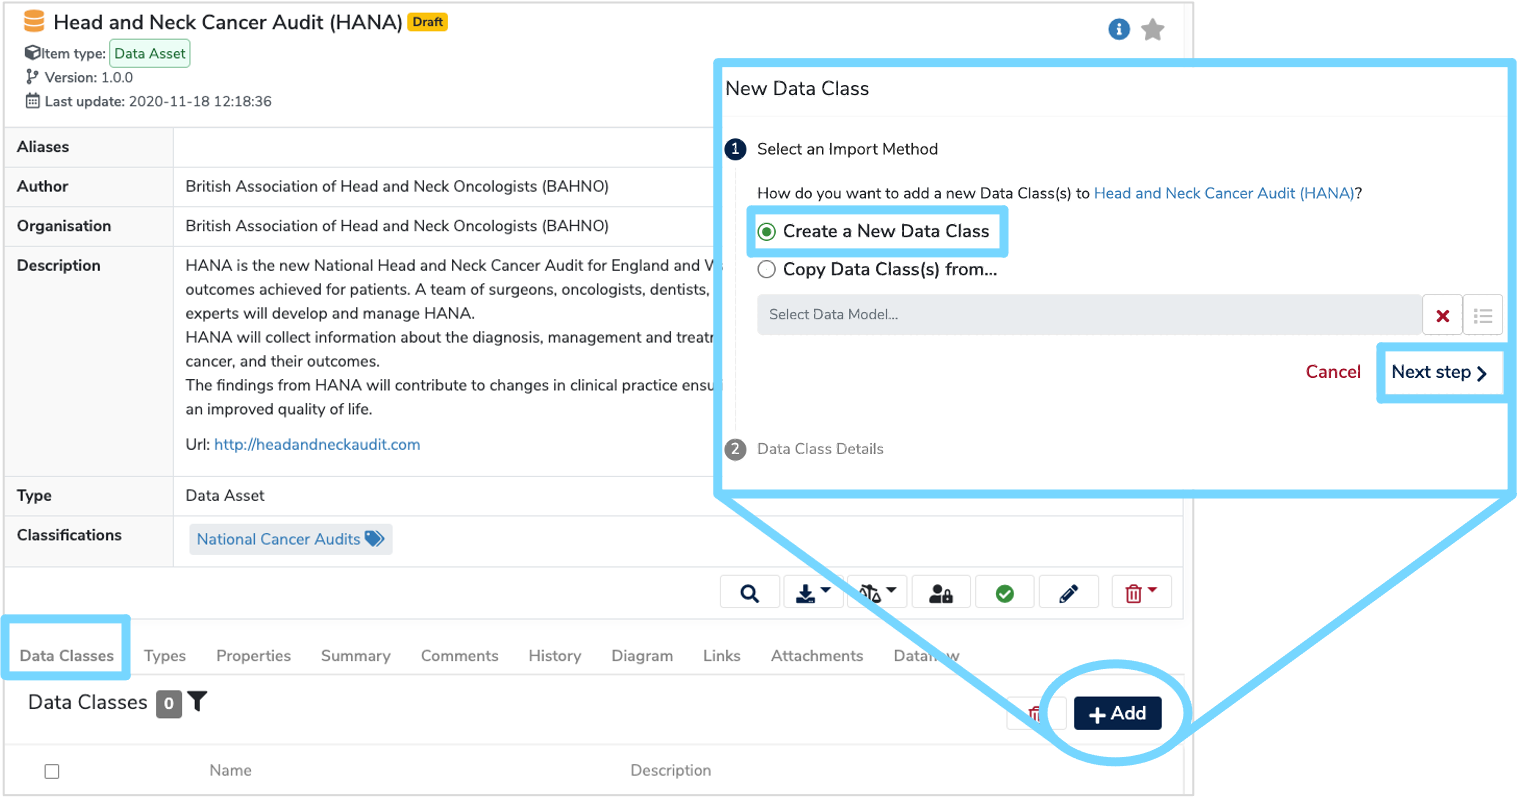 Head and Neck Cancer Audit (HANA) Draft
Item type: Data Asset
Version: 1.0.0
Last update: 2020-11-18 12:18:36
Aliases
Author British Association of Head and Neck Oncologists (BAHNO)
Organisation British Association of Head and Neck Oncologists (BAHNO)
Description HANA is the new National Head and Neck Cancer Audit for England and
outcomes achieved for patients. A team of surgeons, oncologists, dentists,
experts will develop and manage HANA.
HANA will collect information about the diagnosis, management and
cancer, and their outcomes.
The findings from HANA will contribute to changes in clinical practice
an improved quality of life.
Url: http://headandneckaudit.com
Type Data Asset
Classifications National Cancer Audits
New Data Class
1 Select an Import Method
How do you want to add a new Data Class(s) to Head and Neck Cancer Audit (HANA)?
Create a New Data Class
Copy Data Class(s) from...
Select Data Model...
Cancel Next step
2 Data Class Details
Data Classes Types Properties Summary Comments History Diagram Links Attachments Dataflow
Data Classes 0
Add
Name Description